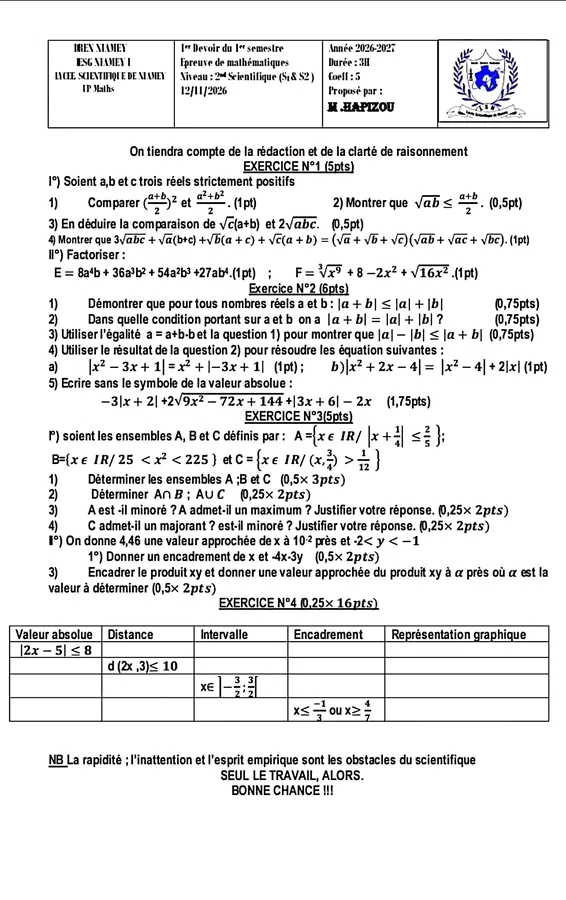 DREN NIAMEY
IESG NIAMEY I
LYCEE SCIENTIFIQUE DE NIAMEY
UP Maths
1er Devoir du 1er semestre
Epreuve de mathématiques
Niveau : 2nd Scientifique (S1& S2 )
12/11/2026
Année 2026-2027
Durée : 3H
Coeff : 5
Proposé par :
M .HAPIZOU
On tiendra compte de la rédaction et de la clarté de raisonnement
EXERCICE N°1 (5pts)
I°) Soient a,b et c trois réels strictement positifs
1) Comparer ((a+b)/2)² et (a²+b²)/2 . (1pt) 2) Montrer que √ab ≤ (a+b)/2 . (0,5pt)
3) En déduire la comparaison de √c(a+b) et 2√abc. (0,5pt)
4) Montrer que 3√abc + √a(b+c) +√b(a + c) + √c(a + b) = (√a + √b + √c)(√ab + √ac + √bc). (1pt)
II°) Factoriser :
E = 8a⁴b + 36a³b² + 54a²b³ +27ab⁴.(1pt) ; F = ∛x⁹ + 8 −2x² + √16x² .(1pt)
Exercice N°2 (6pts)
1) Démontrer que pour tous nombres réels a et b : |a + b| ≤ |a| + |b| (0,75pts)
2) Dans quelle condition portant sur a et b on a |a + b| = |a| + |b| ? (0,75pts)
3) Utiliser l'égalité a = a+b-b et la question 1) pour montrer que |a| − |b| ≤ |a + b| (0,75pts)
4) Utiliser le résultat de la question 2) pour résoudre les équation suivantes :
a) |x² − 3x + 1| = x² + |−3x + 1| (1pt) ; b)|x² + 2x − 4| = |x² − 4| + 2|x| (1pt)
5) Ecrire sans le symbole de la valeur absolue :
−3|x + 2| +2√9x² − 72x + 144 +|3x + 6| − 2x (1,75pts)
EXERCICE N°3(5pts)
I°) soient les ensembles A, B et C définis par : A ={x ϵ IR/ |x + 1/4| ≤ 2/5 };
B={x ϵ IR/ 25 < x² < 225 } et C = {x ϵ IR/ (x, 3/4) > 1/12 }
1) Déterminer les ensembles A ;B et C (0,5× 3pts)
2) Déterminer A∩ B ; A∪ C (0,25× 2pts)
3) A est -il minoré ? A admet-il un maximum ? Justifier votre réponse. (0,25× 2pts)
4) C admet-il un majorant ? est-il minoré ? Justifier votre réponse. (0,25× 2pts)
II°) On donne 4,46 une valeur approchée de x à 10⁻² près et -2< y < −1
1°) Donner un encadrement de x et -4x-3y (0,5× 2pts)
3) Encadrer le produit xy et donner une valeur approchée du produit xy à α près où α est la
valeur à déterminer (0,5× 2pts)
EXERCICE N°4 (0,25× 16pts)
Valeur absolue Distance Intervalle Encadrement Représentation graphique
|2x − 5| ≤ 8
d (2x ,3)≤ 10
x∈ ]−3/2 ; 3/2[
x≤ −1/3 ou x≥ 4/7
NB La rapidité ; l'inattention et l'esprit empirique sont les obstacles du scientifique
SEUL LE TRAVAIL, ALORS.
BONNE CHANCE !!!